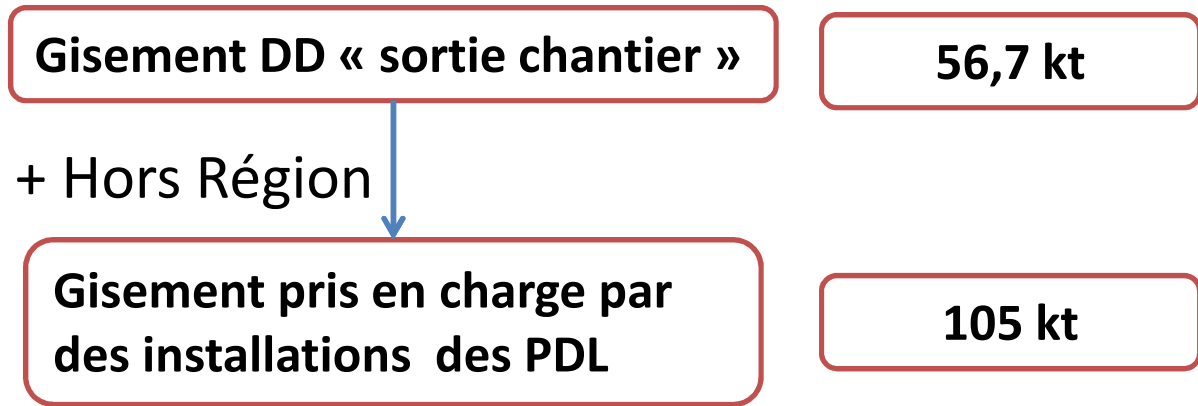 Gisement DD « sortie chantier »
56,7 kt
+ Hors Région
Gisement pris en charge par
des installations des PDL
105 kt